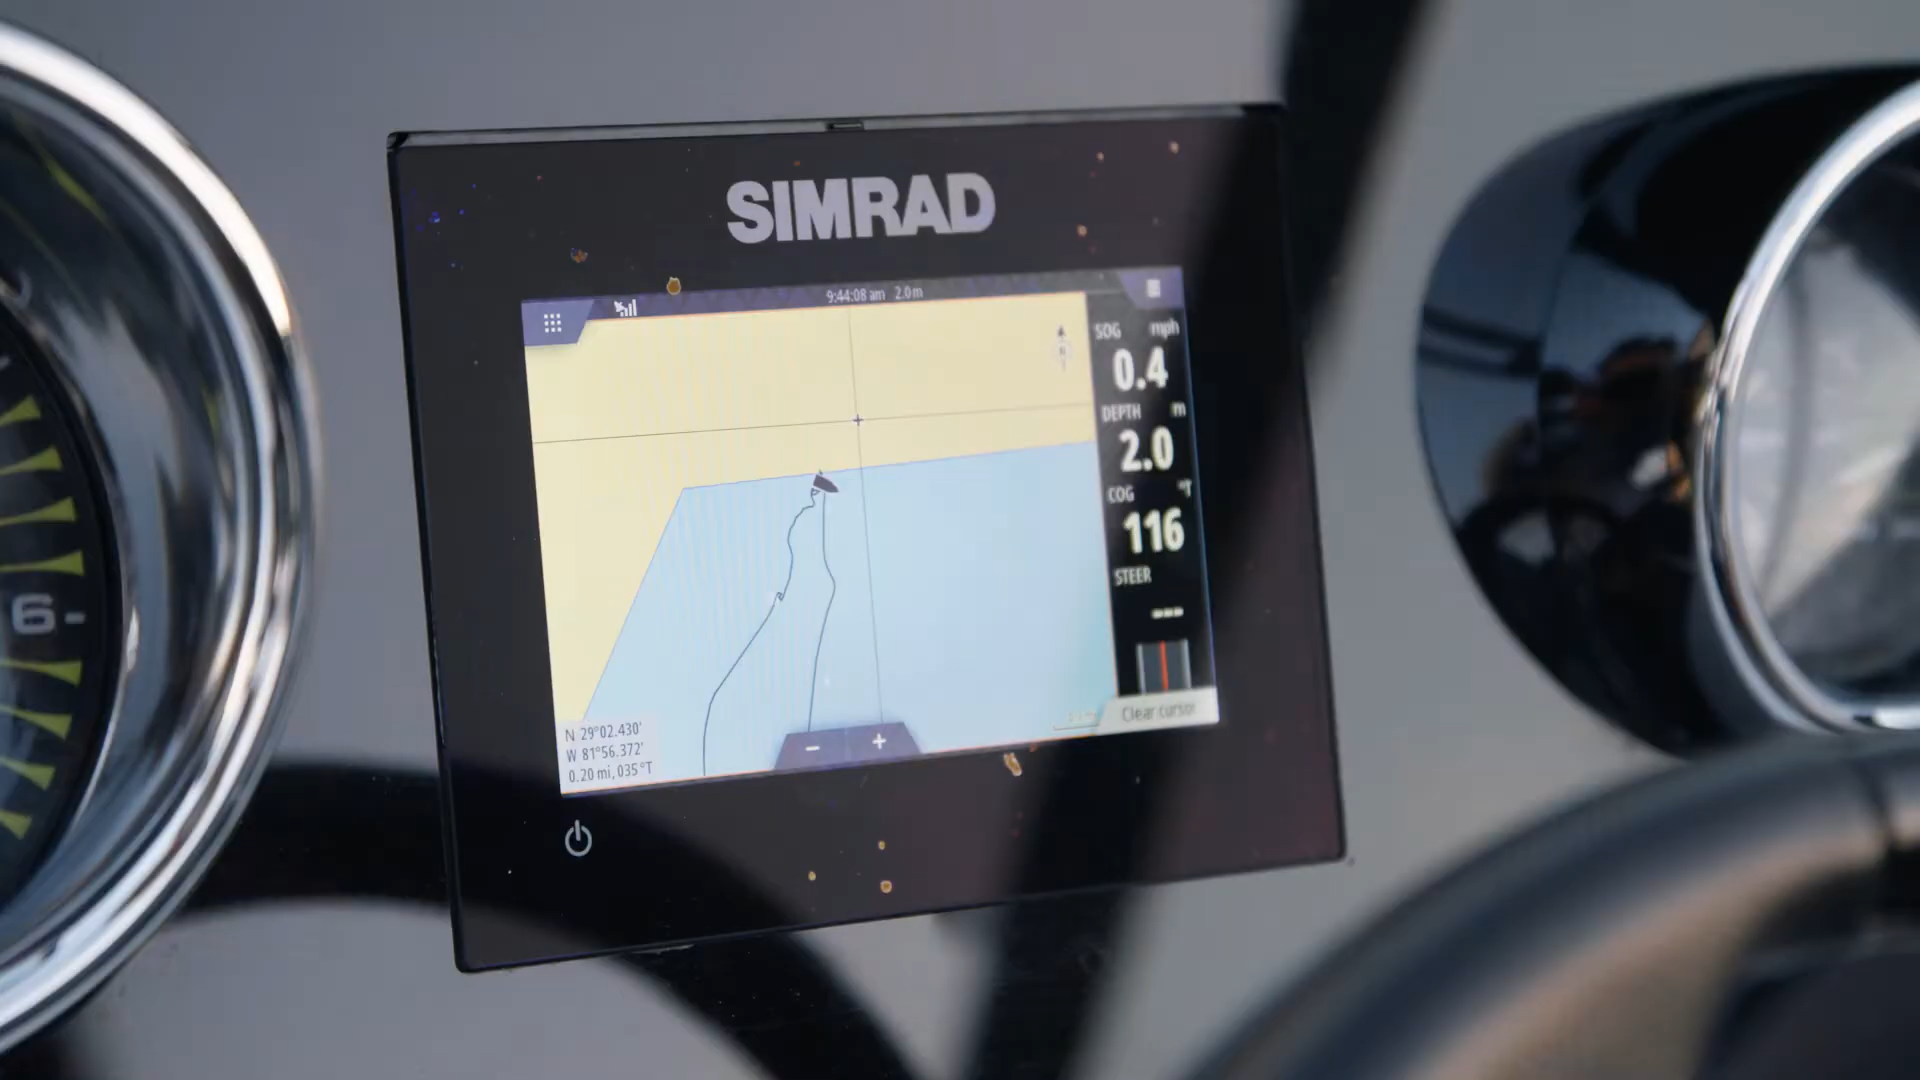 SIMRAD
9:44:08 am 2.0 m
SOG mph
0.4
DEPTH m
2.0
COG °T
116
STEER
---
Clear cursor
N 29°02.430'
W 81°56.372'
0.20 mi, 035°T
− +
6